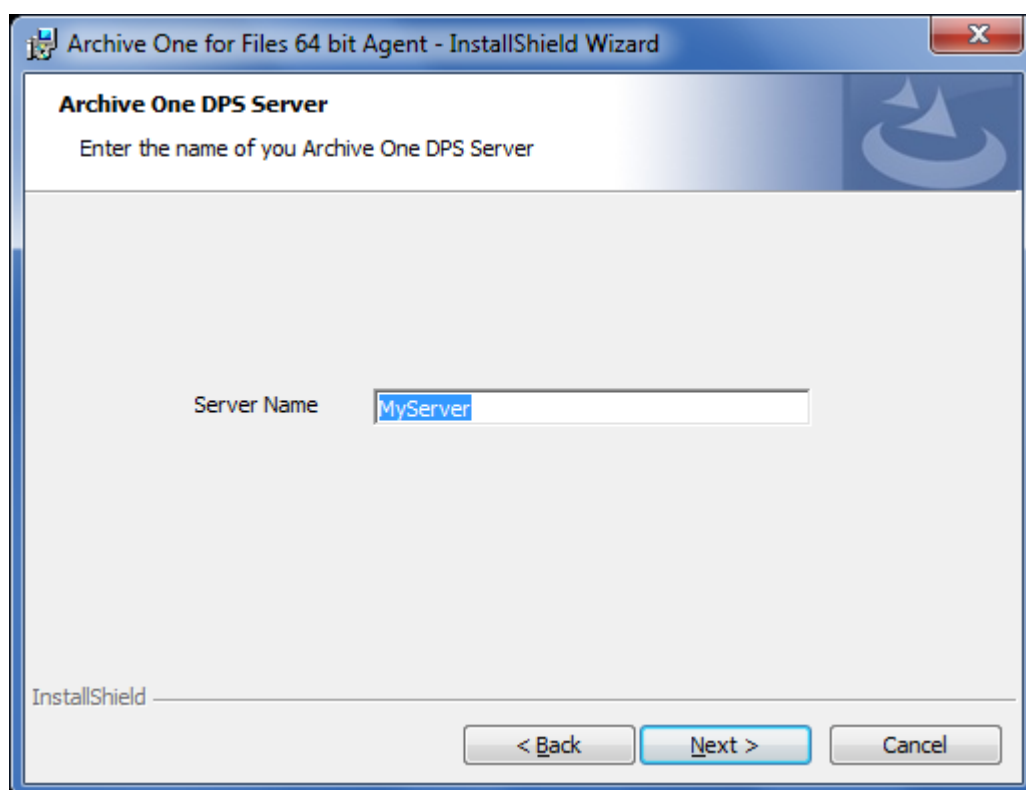 Archive One for Files 64 bit Agent - InstallShield Wizard
Archive One DPS Server
Enter the name of you Archive One DPS Server
Server Name MyServer
InstallShield
< Back Next > Cancel